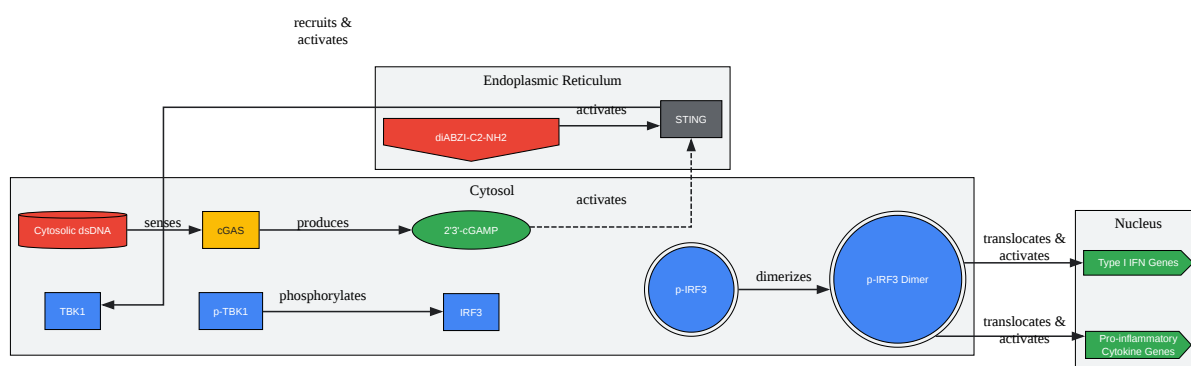 recruits &
activates
Endoplasmic Reticulum
activates
STING
diABZI-C2-NH2
Cytosol
activates
Cytosolic dsDNA
senses
cGAS
produces
2'3'-cGAMP
TBK1
p-TBK1
phosphorylates
IRF3
p-IRF3
dimerizes
p-IRF3 Dimer
translocates &
activates
translocates &
activates
Nucleus
Type I IFN Genes
Pro-inflammatory
Cytokine Genes